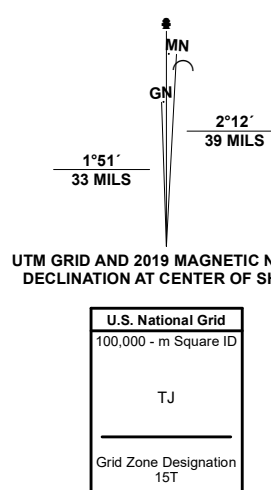 MN
GN
2°12´
39 MILS
1°51´
33 MILS
UTM GRID AND 2019 MAGNETIC N
DECLINATION AT CENTER OF SH
U.S. National Grid
100,000 - m Square ID
TJ
Grid Zone Designation
15T